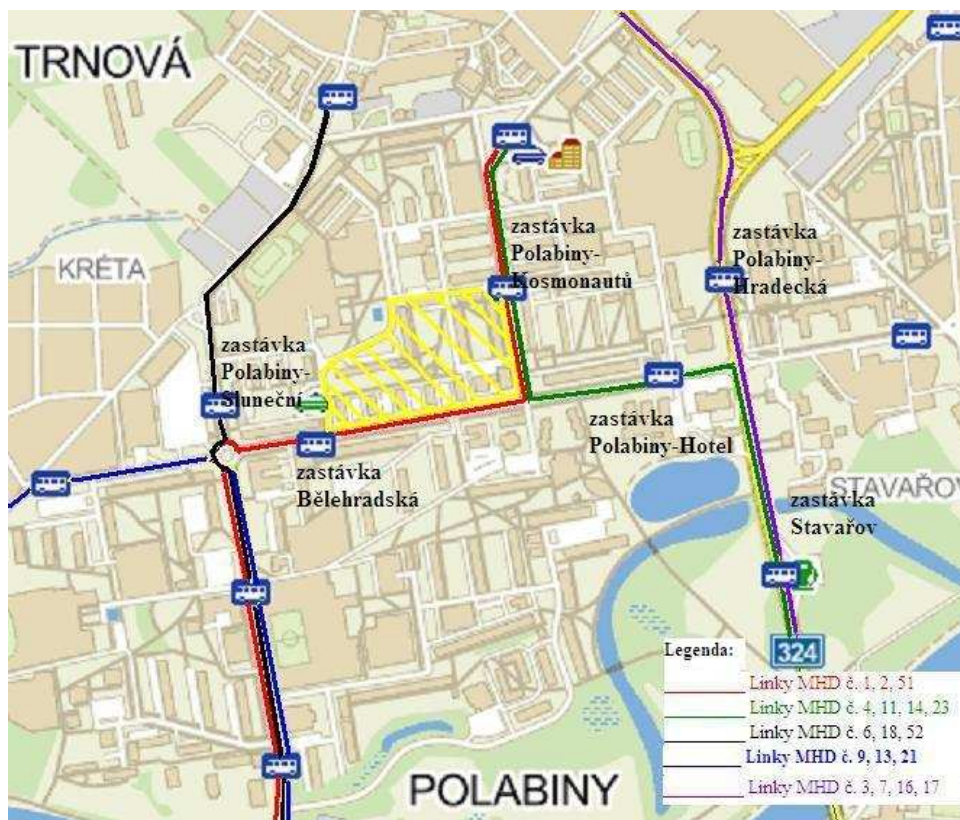 TRNOVÁ
KRÉTA
zastávka
Polabiny-
Kosmonautů
zastávka
Polabiny-
Hradecká
zastávka
Polabiny-
Sluneční
zastávka
Polabiny-Hotel
zastávka
Bělehradská
STAVAŘOV
zastávka
Stavařov
324
Legenda:
Linky MHD č. 1, 2, 51
Linky MHD č. 4, 11, 14, 23
Linky MHD č. 6, 18, 52
Linky MHD č. 9, 13, 21
Linky MHD č. 3, 7, 16, 17
POLABINY